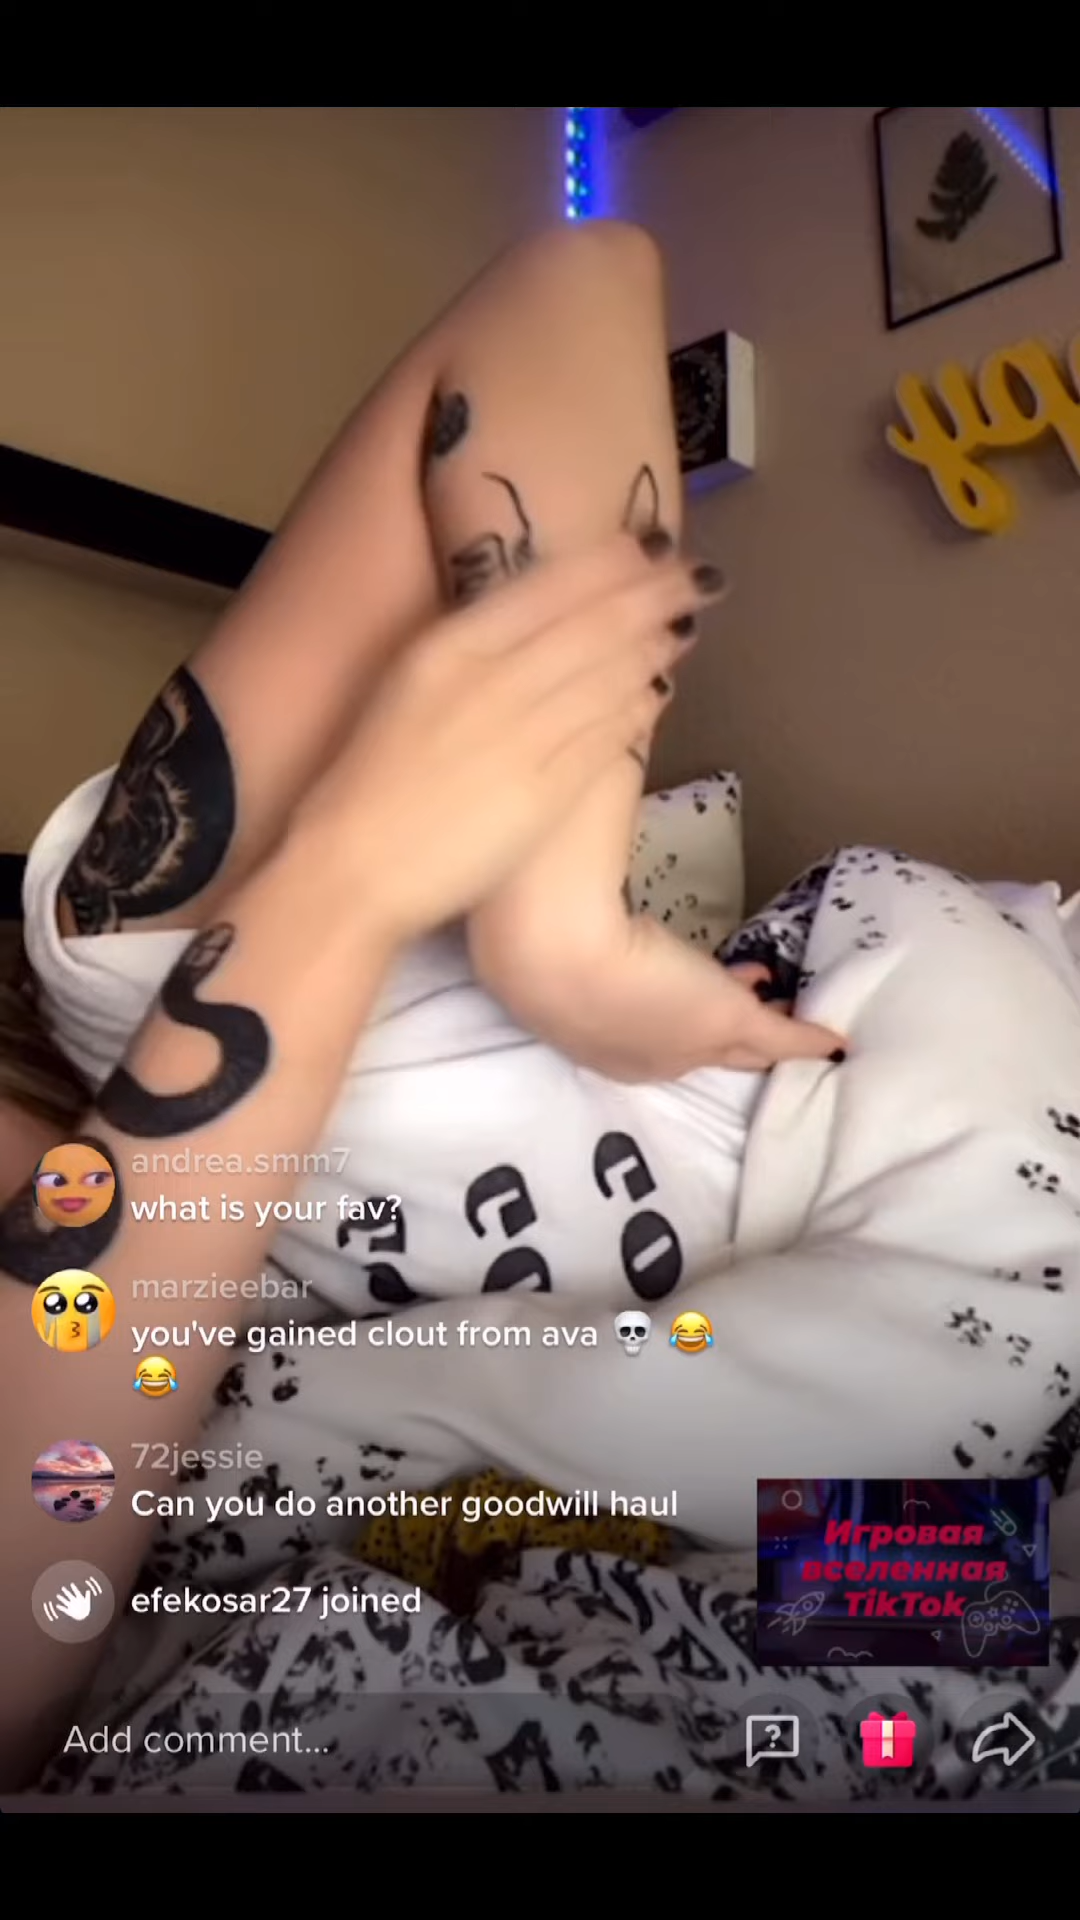 andrea.smm7
what is your fav?
marzieebar
you've gained clout from ava 💀 😂
😂
72jessie
Can you do another goodwill haul
efekosar27 joined
Игровая
вселенная
TikTok
Add comment...